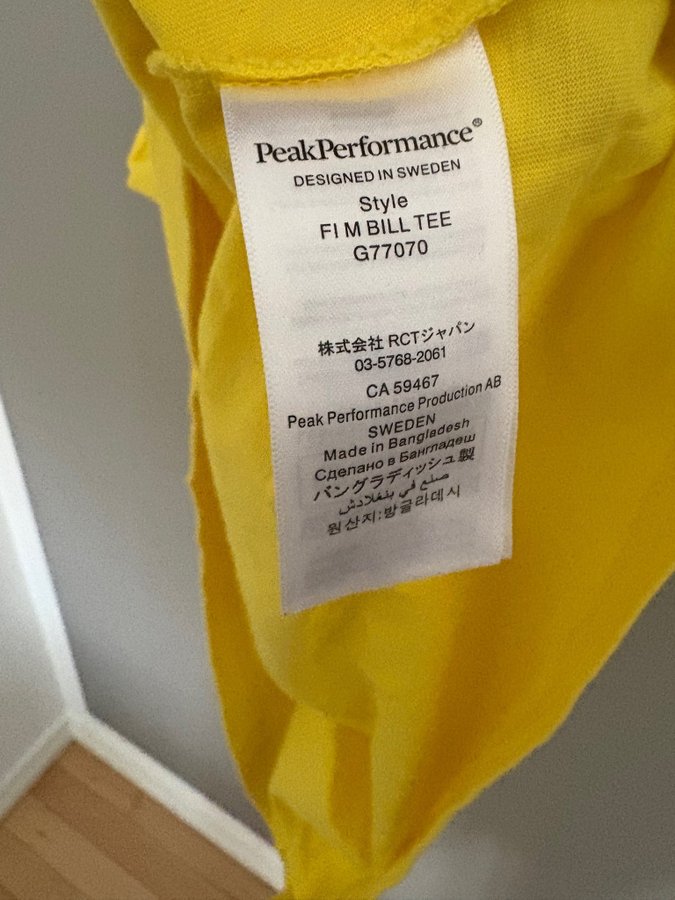 PeakPerformance®
DESIGNED IN SWEDEN
Style
FI M BILL TEE
G77070
株式会社 RCTジャパン
03-5768-2061
CA 59467
Peak Performance Production AB
SWEDEN
Made in Bangladesh
Сделано в Бангладеш
バングラディッシュ製
صنع في بنغلادش
원산지:방글라데시